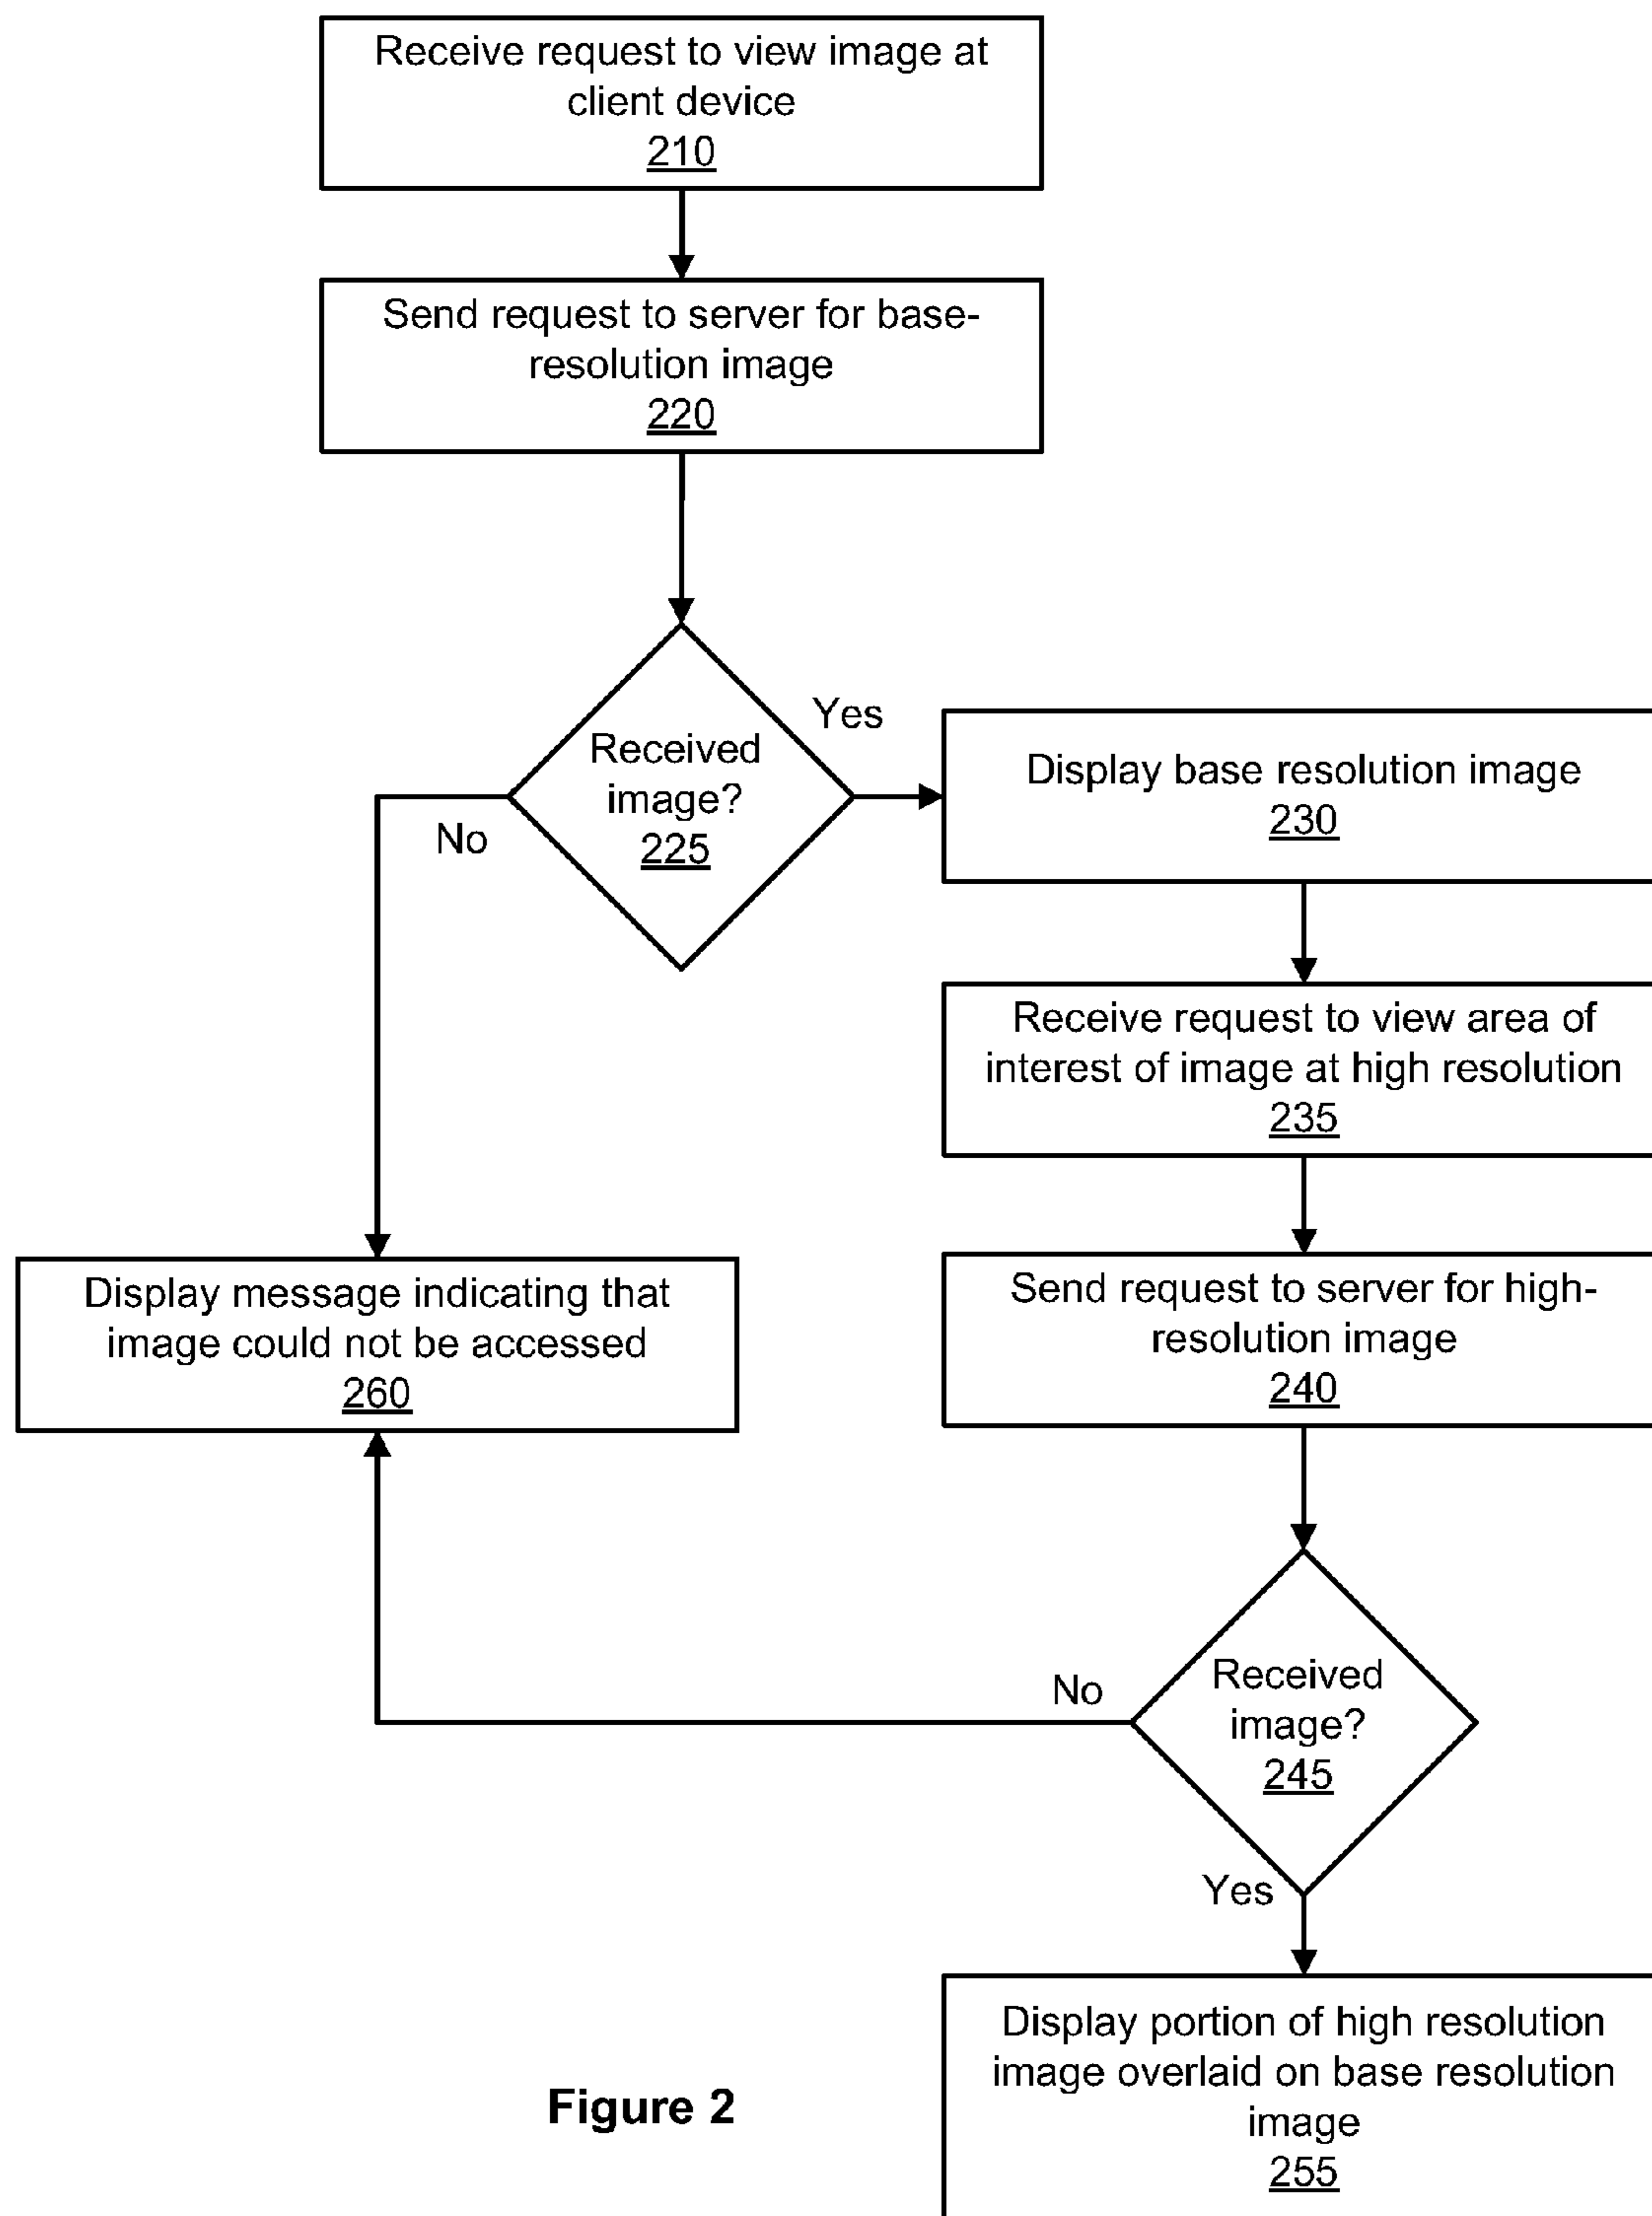 Receive request to view image at
client device
210
Send request to server for base-
resolution image
220
Received
image?
225
Yes
No
Display base resolution image
230
Receive request to view area of
interest of image at high resolution
235
Send request to server for high-
resolution image
240
Display message indicating that
image could not be accessed
260
Received
image?
245
No
Yes
Display portion of high resolution
image overlaid on base resolution
image
255
Figure 2